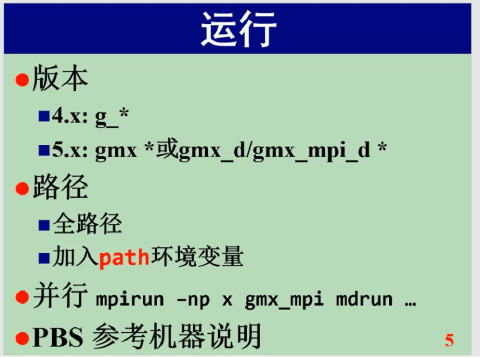 运行
●版本
■4.x: g_*
■5.x: gmx *或gmx_d/gmx_mpi_d *
●路径
■全路径
■加入path环境变量
●并行 mpirun –np x gmx_mpi mdrun …
●PBS 参考机器说明
5